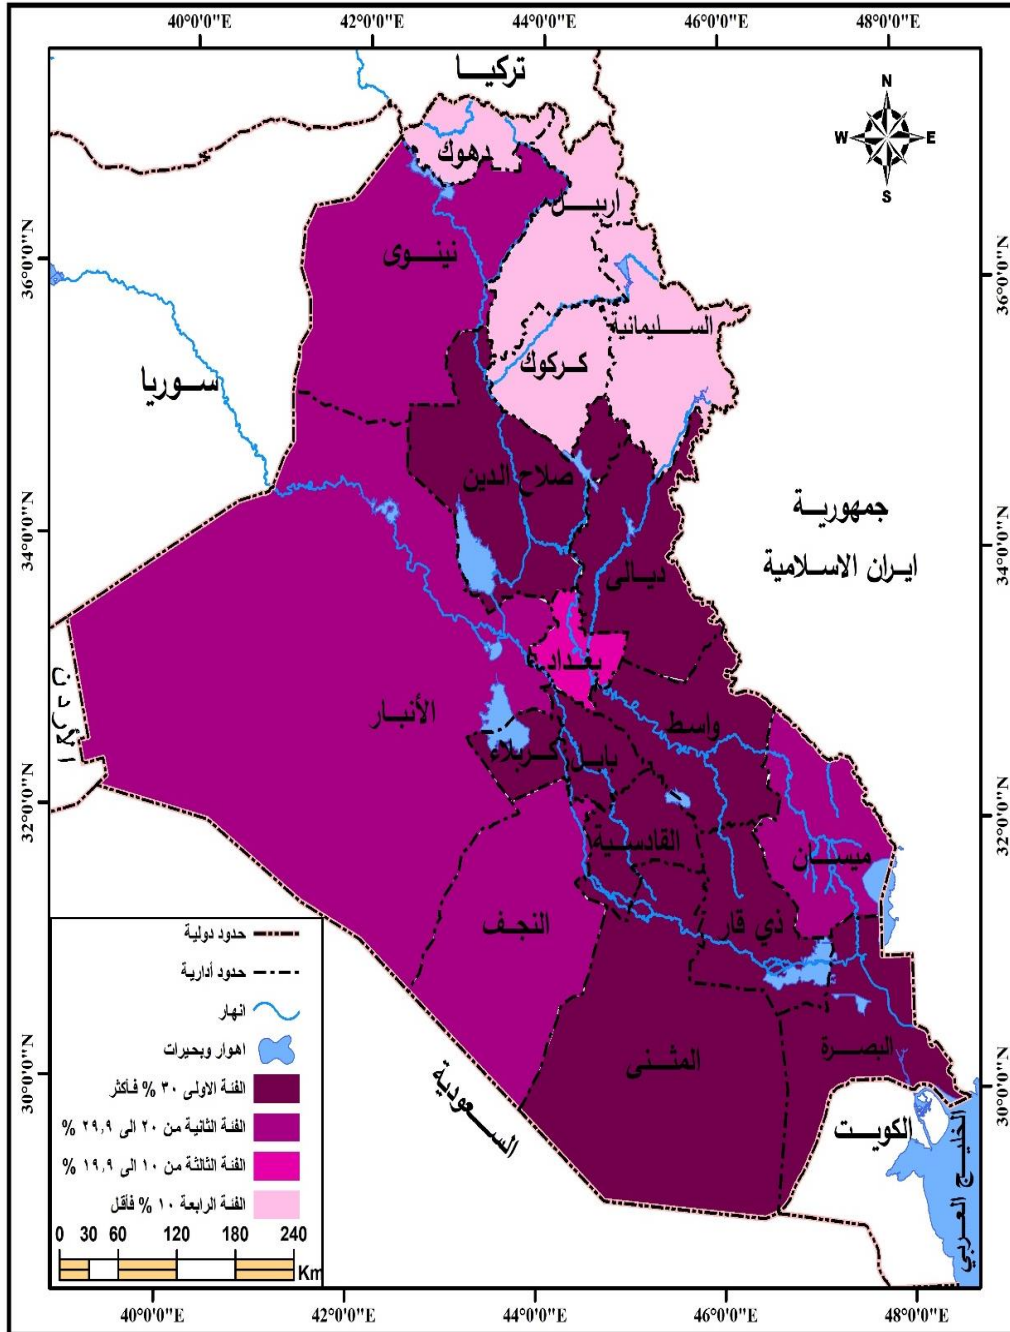 40°0'0"E 42°0'0"E 44°0'0"E 46°0'0"E 48°0'0"E
N
W E
S
تركيا
دهوك
اربيل
نينوى
36°0'0"N 36°0'0"N
السليمانية
كركوك
سوريا
صلاح الدين
جمهورية
ايران الاسلامية
34°0'0"N 34°0'0"N
ديالى
بغداد
الأردن
الأنبار
واسط
كربلاء
بابل
32°0'0"N 32°0'0"N
القادسية
ميسان
النجف
ذي قار
المثنى
البصرة
30°0'0"N 30°0'0"N
السعودية
الكويت
الخليج العربي
حدود دولية
حدود أدارية
انهار
اهوار وبحيرات
الفئة الاولى ٣٠ % فأكثر
الفئة الثانية من ٢٠ الى ٢٩,٩ %
الفئة الثالثة من ١٠ الى ١٩,٩ %
الفئة الرابعة ١٠ % فأقل
0 30 60 120 180 240
Km
40°0'0"E 42°0'0"E 44°0'0"E 46°0'0"E 48°0'0"E